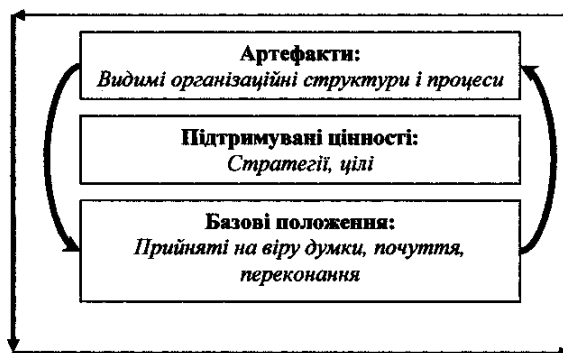 Артефакти:
Видимі організаційні структури і процеси
Підтримувані цінності:
Стратегії, цілі
Базові положення:
Прийняті на віру думки, почуття,
переконання